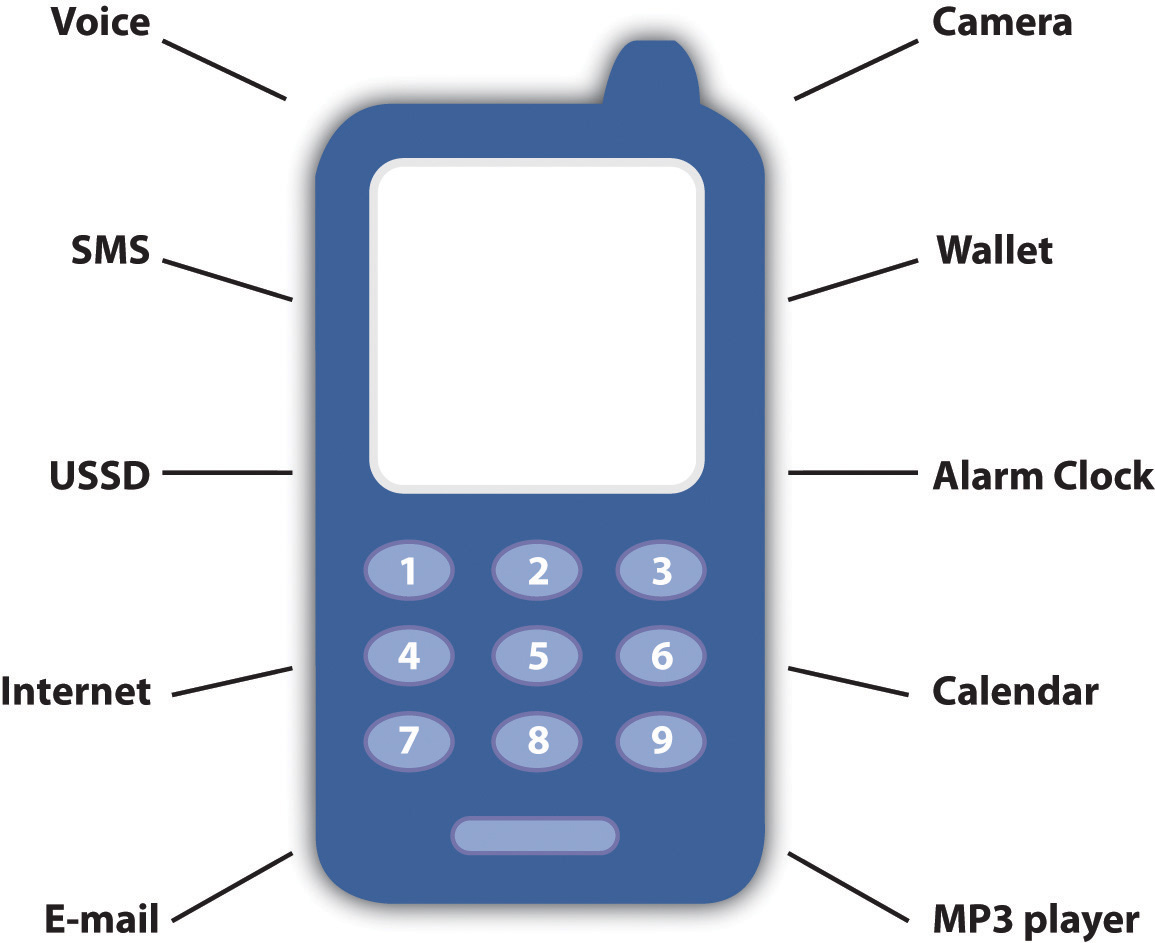 Voice
Camera
SMS
Wallet
USSD
Alarm Clock
1 2 3
4 5 6
Internet
Calendar
7 8 9
E-mail
MP3 player